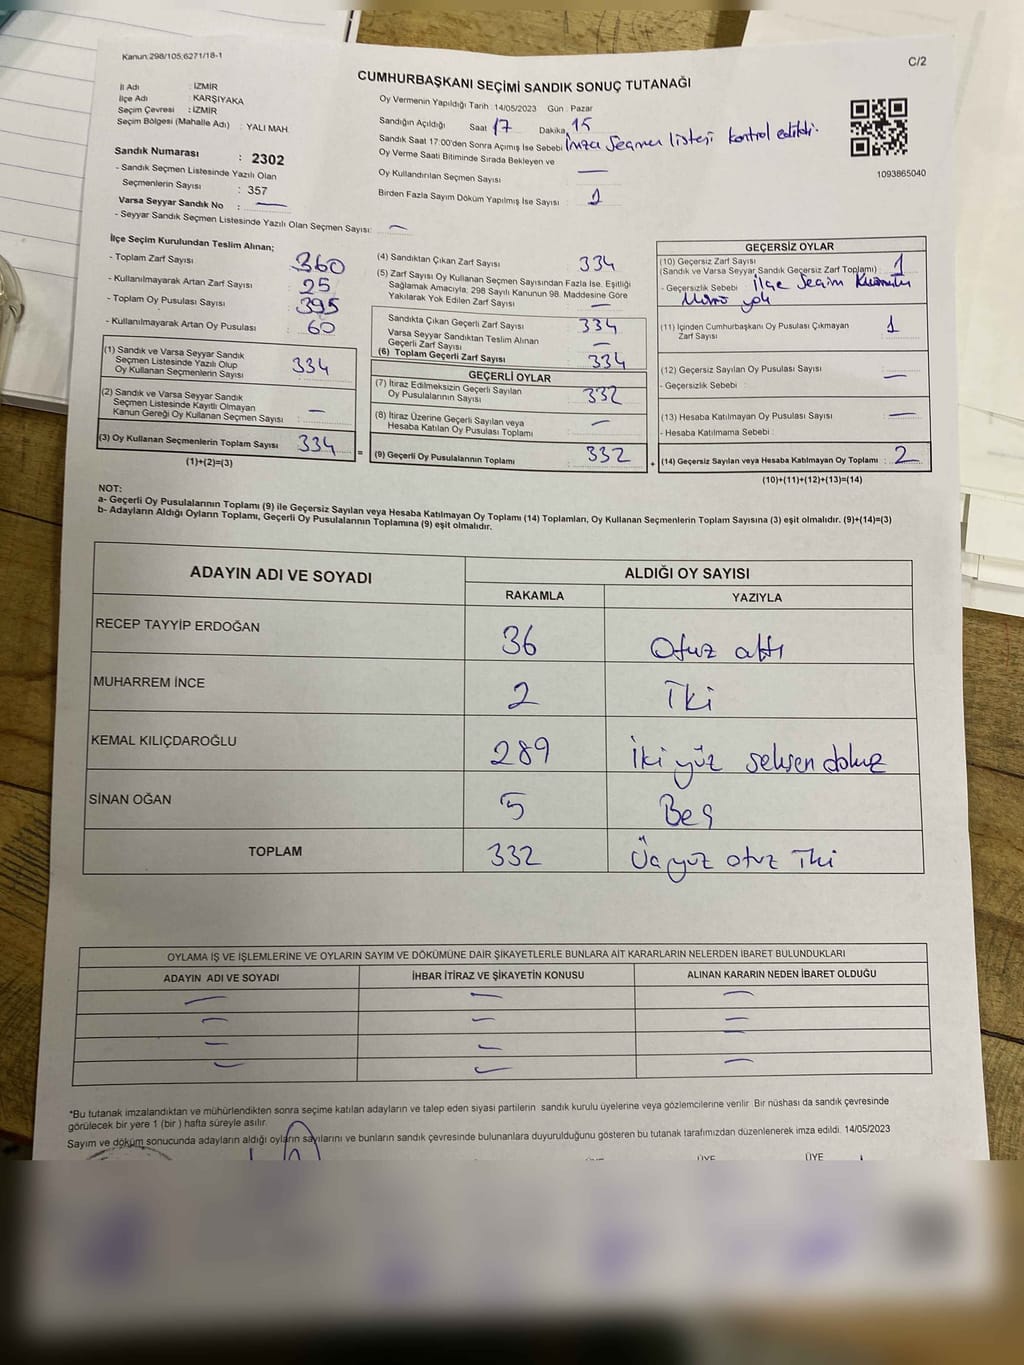 Kanun:298/105,6271/18-1
C/2
CUMHURBAŞKANI SEÇİMİ SANDIK SONUÇ TUTANAĞI
İl Adı : İZMİR
İlçe Adı : KARŞIYAKA
Seçim Çevresi : İZMİR
Seçim Bölgesi (Mahalle Adı) : YALI MAH.
Sandık Numarası : 2302
- Sandık Seçmen Listesinde Yazılı Olan
Seçmenlerin Sayısı : 357
Varsa Seyyar Sandık No : —
- Seyyar Sandık Seçmen Listesinde Yazılı Olan Seçmen Sayısı: —
Oy Vermenin Yapıldığı Tarih :14/05/2023 Gün : Pazar
Sandığın Açıldığı Saat 17 Dakika 15
Sandık Saat 17:00'den Sonra Açımış İse Sebebi İmza Seçmen listesi kontrol edildi.
Oy Verme Saati Bitiminde Sırada Bekleyen ve
Oy Kullandırılan Seçmen Sayısı —
Birden Fazla Sayım Döküm Yapılmış İse Sayısı : 1
1093865040
İlçe Seçim Kurulundan Teslim Alınan;
- Toplam Zarf Sayısı 360
- Kullanılmayarak Artan Zarf Sayısı 25
- Toplam Oy Pusulası Sayısı 395
- Kullanılmayarak Artan Oy Pusulası : 60
(1) Sandık ve Varsa Seyyar Sandık
Seçmen Listesinde Yazılı Olup
Oy Kullanan Seçmenlerin Sayısı 334
(2) Sandık ve Varsa Seyyar Sandık
Seçmen Listesinde Kayıtlı Olmayan
Kanun Gereği Oy Kullanan Seçmen Sayısı : —
(3) Oy Kullanan Seçmenlerin Toplam Sayısı : 334
(1)+(2)=(3)
=
(4) Sandıktan Çıkan Zarf Sayısı 334
(5) Zarf Sayısı Oy Kullanan Seçmen Sayısından Fazla İse, Eşitliği
Sağlamak Amacıyla, 298 Sayılı Kanunun 98. Maddesine Göre
Yakılarak Yok Edilen Zarf Sayısı —
Sandıkta Çıkan Geçerli Zarf Sayısı 334
Varsa Seyyar Sandıktan Teslim Alınan
Geçerli Zarf Sayısı —
(6) Toplam Geçerli Zarf Sayısı 334
GEÇERLİ OYLAR
(7) İtiraz Edilmeksizin Geçerli Sayılan
Oy Pusulalarının Sayısı 332
(8) İtiraz Üzerine Geçerli Sayılan veya
Hesaba Katılan Oy Pusulası Toplamı —
(9) Geçerli Oy Pusulalarının Toplamı : 332
+
GEÇERSİZ OYLAR
(10) Geçersiz Zarf Sayısı
(Sandık ve Varsa Seyyar Sandık Geçersiz Zarf Toplamı) 1
- Geçersizlik Sebebi İlçe Seçim Kurulu
Mührü yok
(11) İçinden Cumhurbaşkanı Oy Pusulası Çıkmayan
Zarf Sayısı 1
(12) Geçersiz Sayılan Oy Pusulası Sayısı : —
- Geçersizlik Sebebi :
(13) Hesaba Katılmayan Oy Pusulası Sayısı —
- Hesaba Katılmama Sebebi :
(14) Geçersiz Sayılan veya Hesaba Katılmayan Oy Toplamı : 2
(10)+(11)+(12)+(13)=(14)
NOT:
a- Geçerli Oy Pusulalarının Toplamı (9) ile Geçersiz Sayılan veya Hesaba Katılmayan Oy Toplamı (14) Toplamları, Oy Kullanan Seçmenlerin Toplam Sayısına (3) eşit olmalıdır. (9)+(14)=(3)
b- Adayların Aldığı Oyların Toplamı, Geçerli Oy Pusulalarının Toplamına (9) eşit olmalıdır.
ADAYIN ADI VE SOYADI
ALDIĞI OY SAYISI
RAKAMLA YAZIYLA
RECEP TAYYİP ERDOĞAN 36 Otuz altı
MUHARREM İNCE 2 İki
KEMAL KILIÇDAROĞLU 289 İki yüz seksen dokuz
SİNAN OĞAN 5 Beş
TOPLAM 332 Üç yüz otuz İki
OYLAMA İŞ VE İŞLEMLERİNE VE OYLARIN SAYIM VE DÖKÜMÜNE DAİR ŞİKAYETLERLE BUNLARA AİT KARARLARIN NELERDEN İBARET BULUNDUKLARI
ADAYIN ADI VE SOYADI İHBAR İTİRAZ VE ŞİKAYETİN KONUSU ALINAN KARARIN NEDEN İBARET OLDUĞU
*Bu tutanak imzalandıktan ve mühürlendikten sonra seçime katılan adayların ve talep eden siyasi partilerin sandık kurulu üyelerine veya gözlemcilerine verilir. Bir nüshası da sandık çevresinde
görülecek bir yere 1 (bir ) hafta süreyle asılır.
Sayım ve döküm sonucunda adayların aldığı oyların sayılarını ve bunların sandık çevresinde bulunanlara duyurulduğunu gösteren bu tutanak tarafımızdan düzenlenerek imza edildi. 14/05/2023
ÜYE ÜYE ÜYE